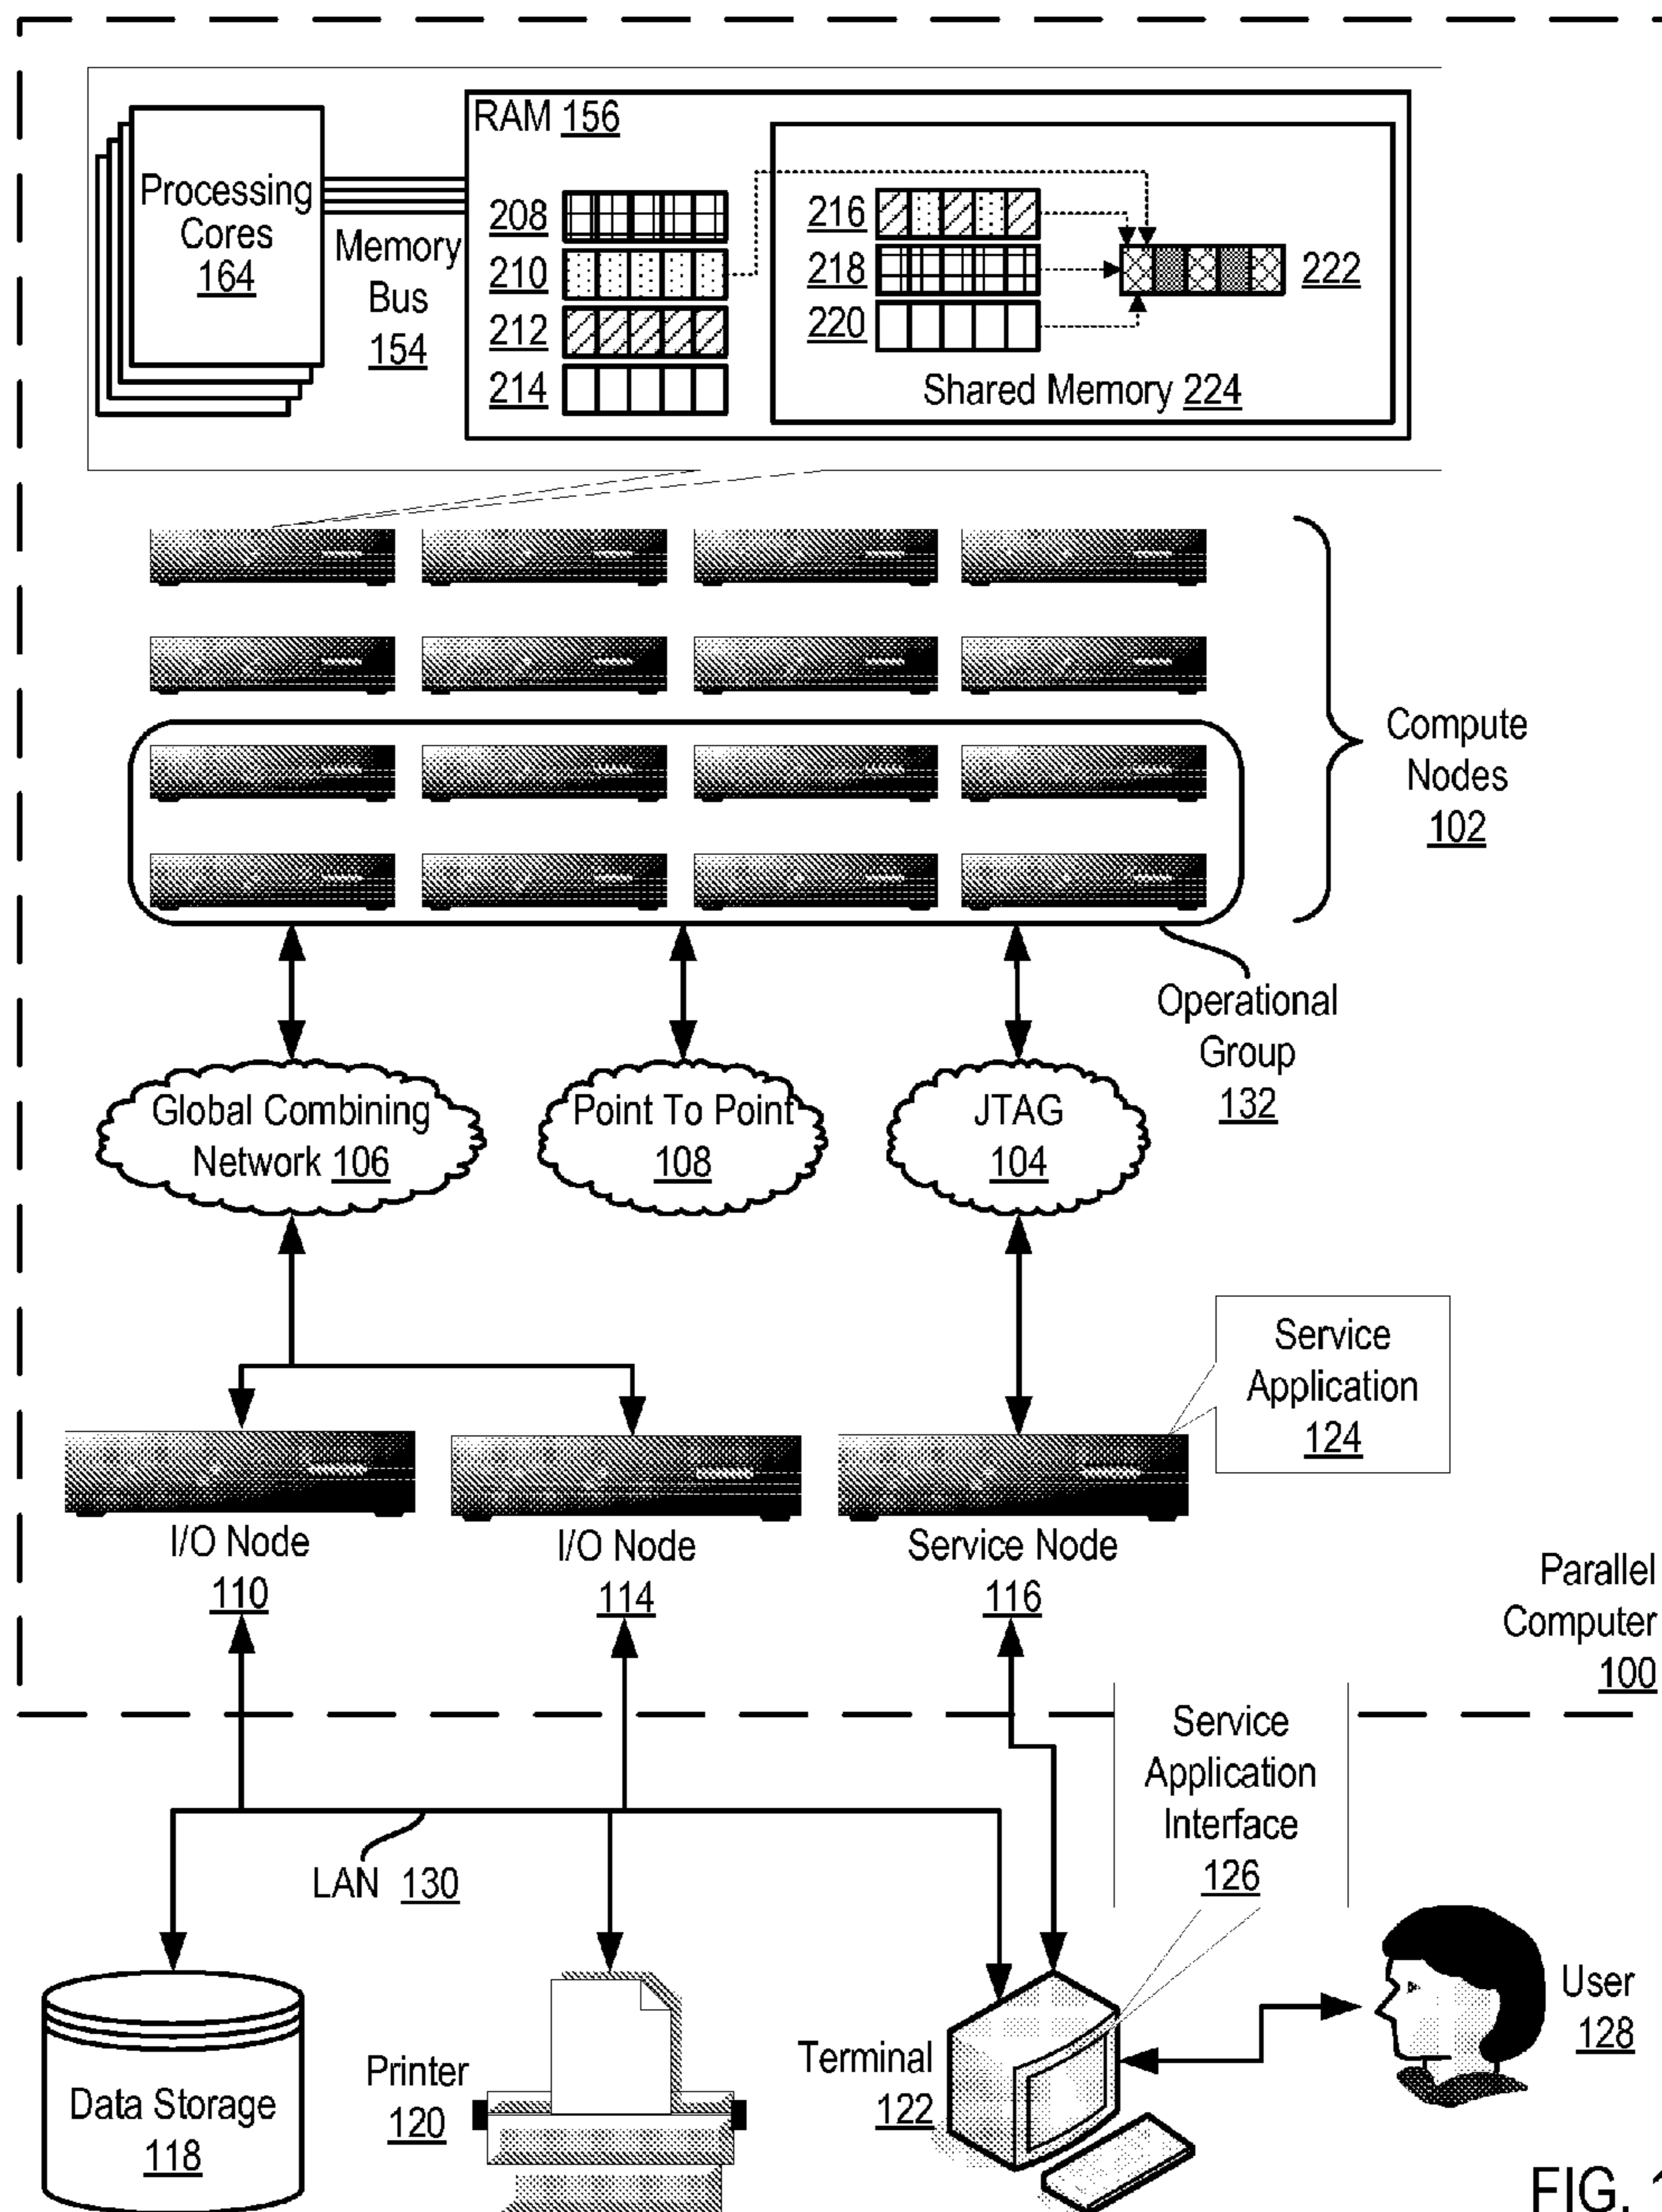 RAM 156
Processing
Cores
164
Memory
Bus
154
208
210
212
214
216
218
220
222
Shared Memory 224
Compute
Nodes
102
Operational
Group
132
Global Combining
Network 106
Point To Point
108
JTAG
104
Service
Application
124
I/O Node
110
I/O Node
114
Service Node
116
Parallel
Computer
100
Service
Application
Interface
126
LAN 130
Data Storage
118
Printer
120
Terminal
122
User
128
FIG. 1